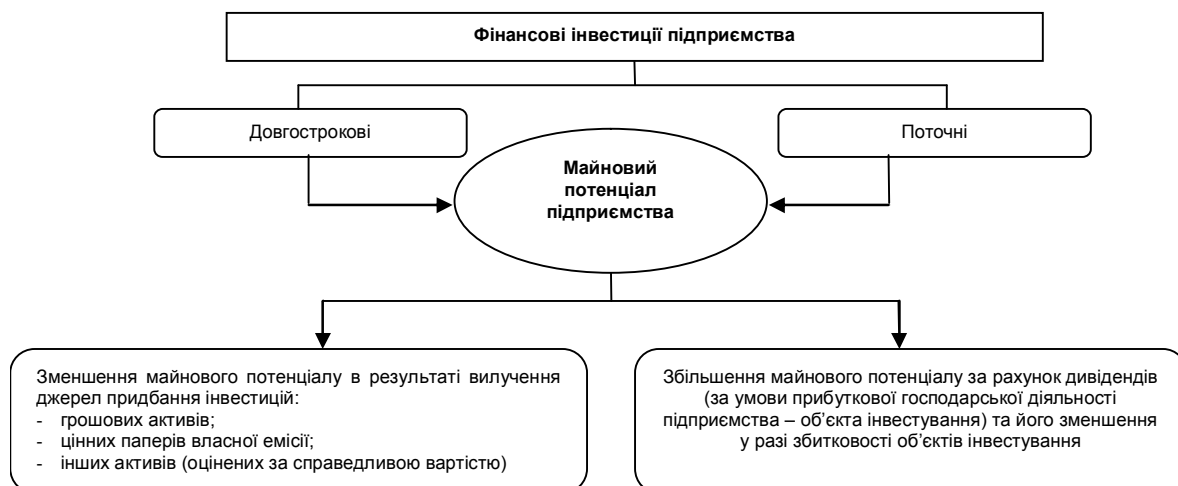 Фінансові інвестиції підприємства
Довгострокові
Поточні
Майновий
потенціал
підприємства
Зменшення майнового потенціалу в результаті вилучення
джерел придбання інвестицій:
- грошових активів;
- цінних паперів власної емісії;
- інших активів (оцінених за справедливою вартістю)
Збільшення майнового потенціалу за рахунок дивідендів
(за умови прибуткової господарської діяльності
підприємства – об’єкта інвестування) та його зменшення
у разі збитковості об’єктів інвестування